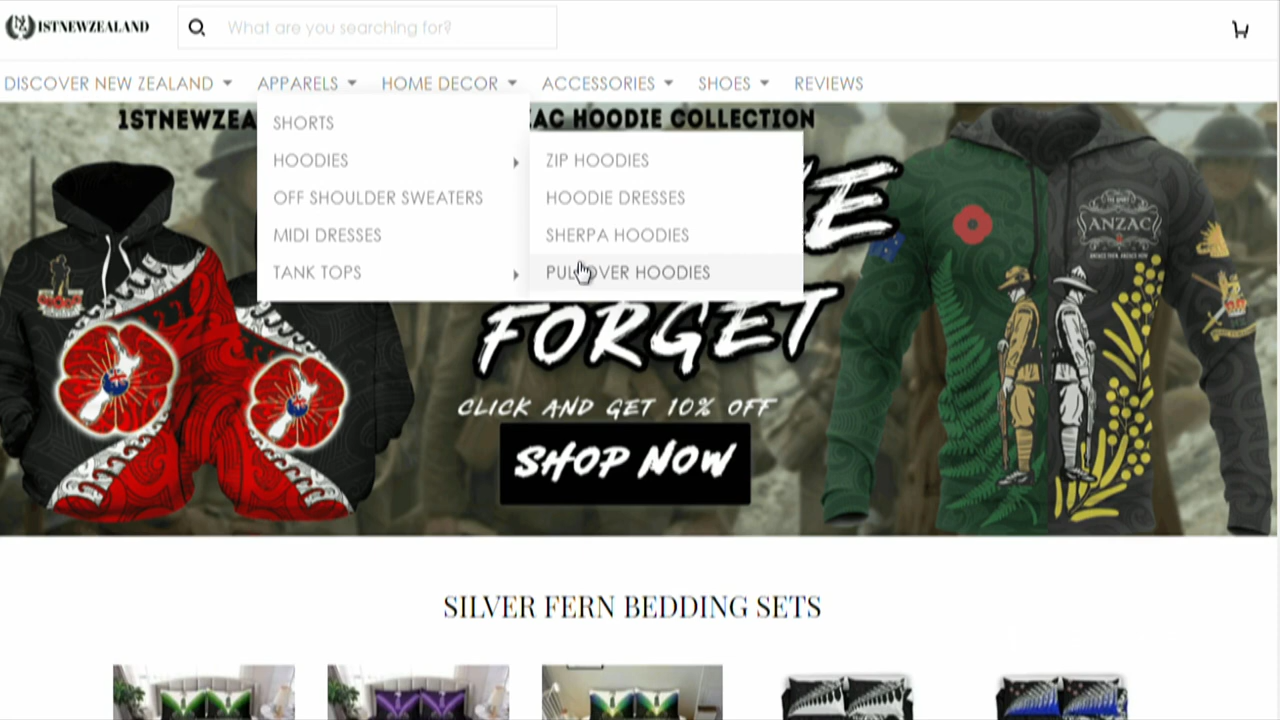 1STNEWZEALAND
What are you searching for?
DISCOVER NEW ZEALAND
APPARELS
HOME DECOR
ACCESSORIES
SHOES
REVIEWS
1STNEWZEA
AC HOODIE COLLECTION
SHORTS
HOODIES
OFF SHOULDER SWEATERS
MIDI DRESSES
TANK TOPS
ZIP HOODIES
HOODIE DRESSES
SHERPA HOODIES
PULLOVER HOODIES
FORGET
CLICK AND GET 10% OFF
SHOP NOW
ANZAC
SILVER FERN BEDDING SETS